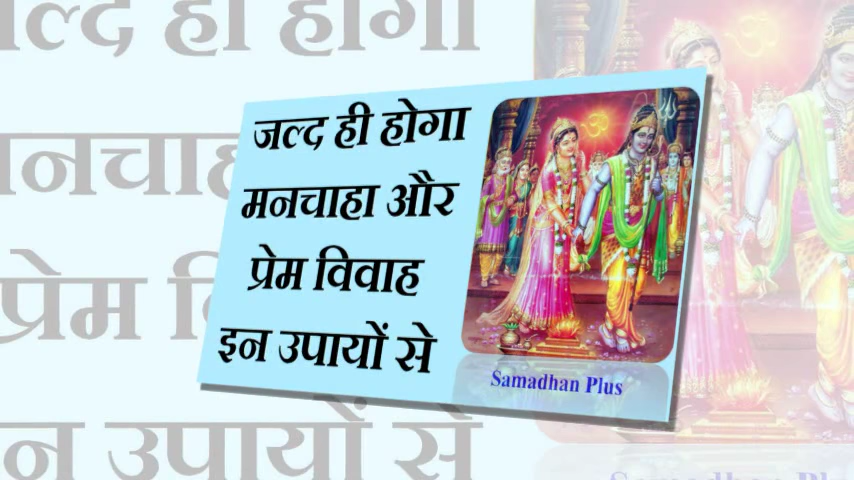 जल्द ही होगा
मनचाहा और
प्रेम विवाह
इन उपायों से
Samadhan Plus